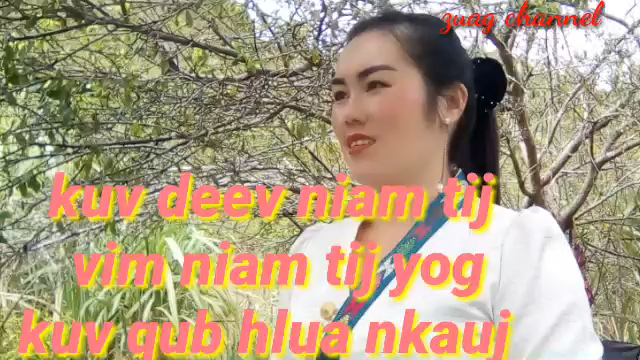 zuag channel
kuv deev niam tij
vim niam tij yog
kuv qub hlua nkauj